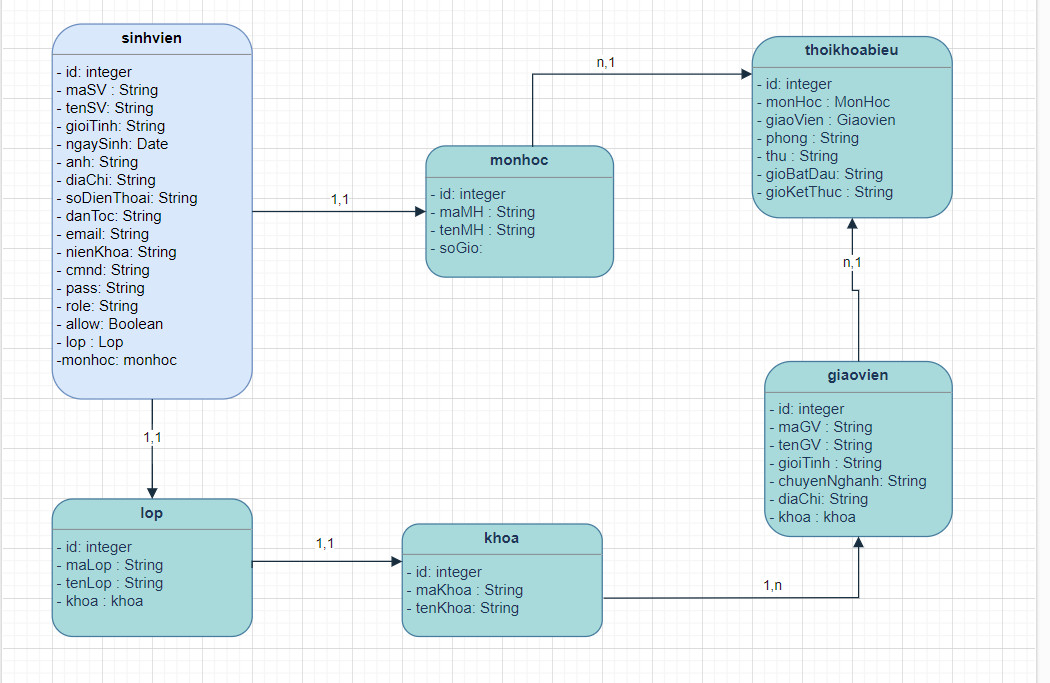 sinhvien
- id: integer
- maSV : String
- tenSV: String
- gioiTinh: String
- ngaySinh: Date
- anh: String
- diaChi: String
- soDienThoai: String
- danToc: String
- email: String
- nienKhoa: String
- cmnd: String
- pass: String
- role: String
- allow: Boolean
- lop : Lop
-monhoc: monhoc
1,1
monhoc
- id: integer
- maMH : String
- tenMH : String
- soGio:
n,1
thoikhoabieu
- id: integer
- monHoc : MonHoc
- giaoVien : Giaovien
- phong : String
- thu : String
- gioBatDau: String
- gioKetThuc : String
n,1
giaovien
- id: integer
- maGV : String
- tenGV : String
- gioiTinh : String
- chuyenNghanh: String
- diaChi: String
- khoa : khoa
1,1
lop
- id: integer
- maLop : String
- tenLop : String
- khoa : khoa
1,1
khoa
- id: integer
- maKhoa : String
- tenKhoa: String
1,n